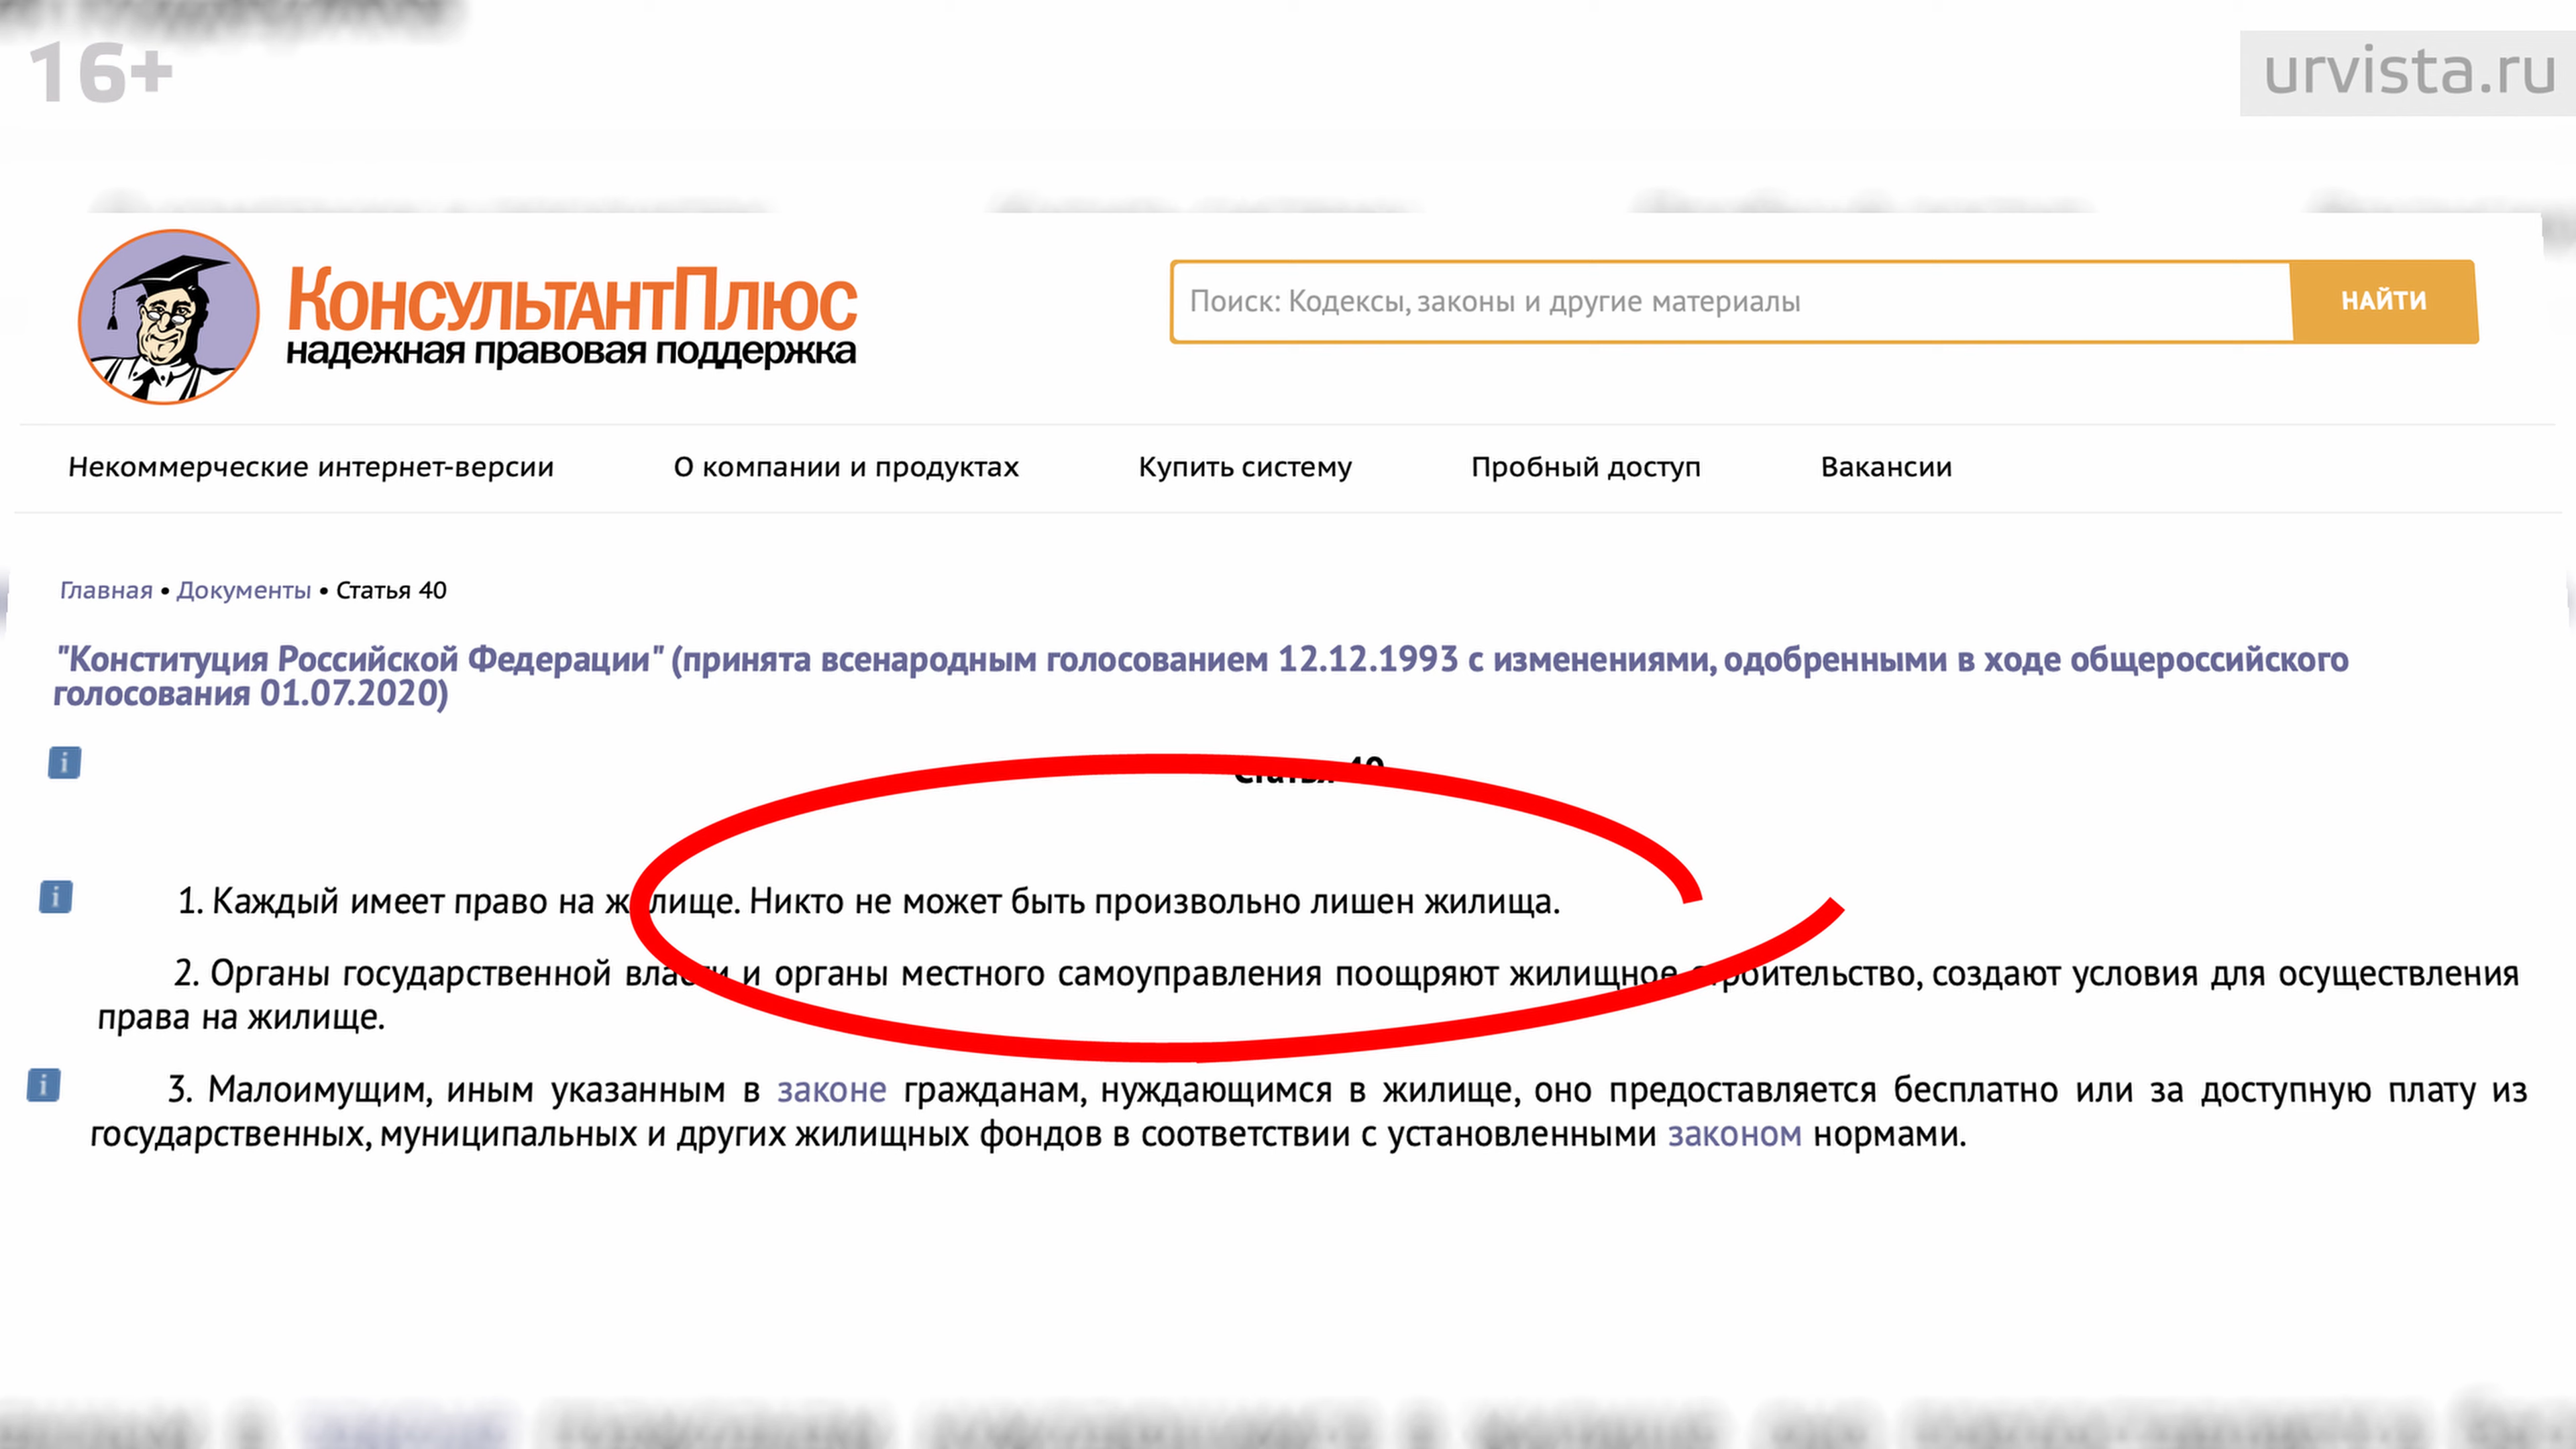 16+
urvista.ru
КонсультантПлюс
надежная правовая поддержка
Поиск: Кодексы, законы и другие материалы
НАЙТИ
Некоммерческие интернет-версии О компании и продуктах Купить систему Пробный доступ Вакансии
Главная • Документы • Статья 40
"Конституция Российской Федерации" (принята всенародным голосованием 12.12.1993 с изменениями, одобренными в ходе общероссийского
голосования 01.07.2020)
Статья 40
1. Каждый имеет право на жилище. Никто не может быть произвольно лишен жилища.
2. Органы государственной власти и органы местного самоуправления поощряют жилищное строительство, создают условия для осуществления
права на жилище.
3. Малоимущим, иным указанным в законе гражданам, нуждающимся в жилище, оно предоставляется бесплатно или за доступную плату из
государственных, муниципальных и других жилищных фондов в соответствии с установленными законом нормами.